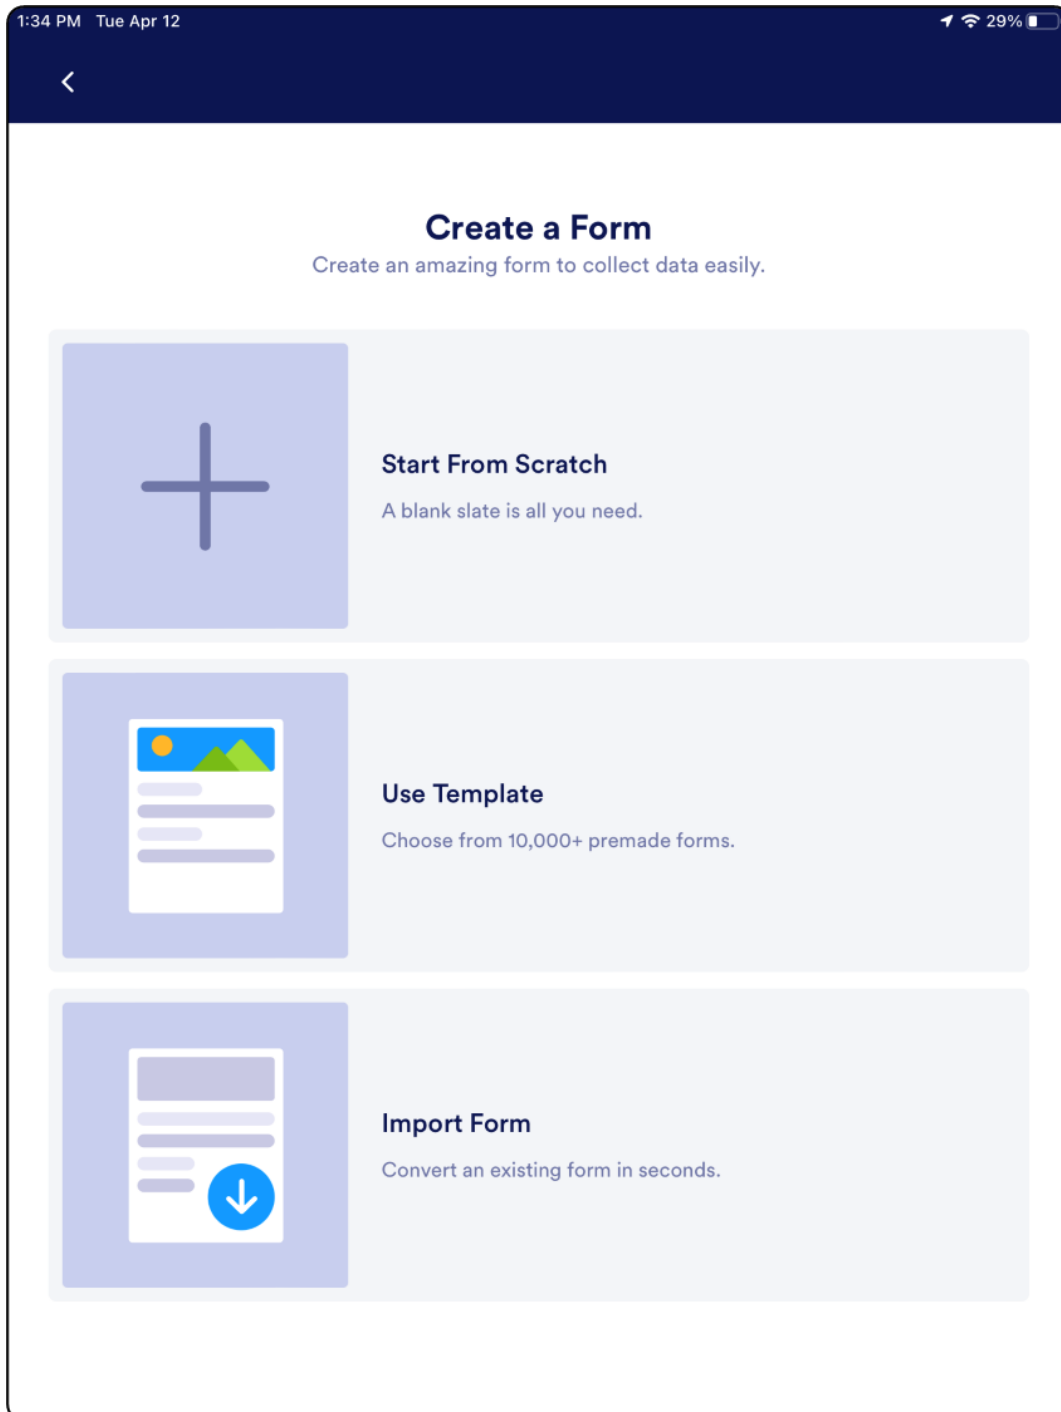 1:34 PM Tue Apr 12 29%
Create a Form
Create an amazing form to collect data easily.
Start From Scratch
A blank slate is all you need.
Use Template
Choose from 10,000+ premade forms.
Import Form
Convert an existing form in seconds.